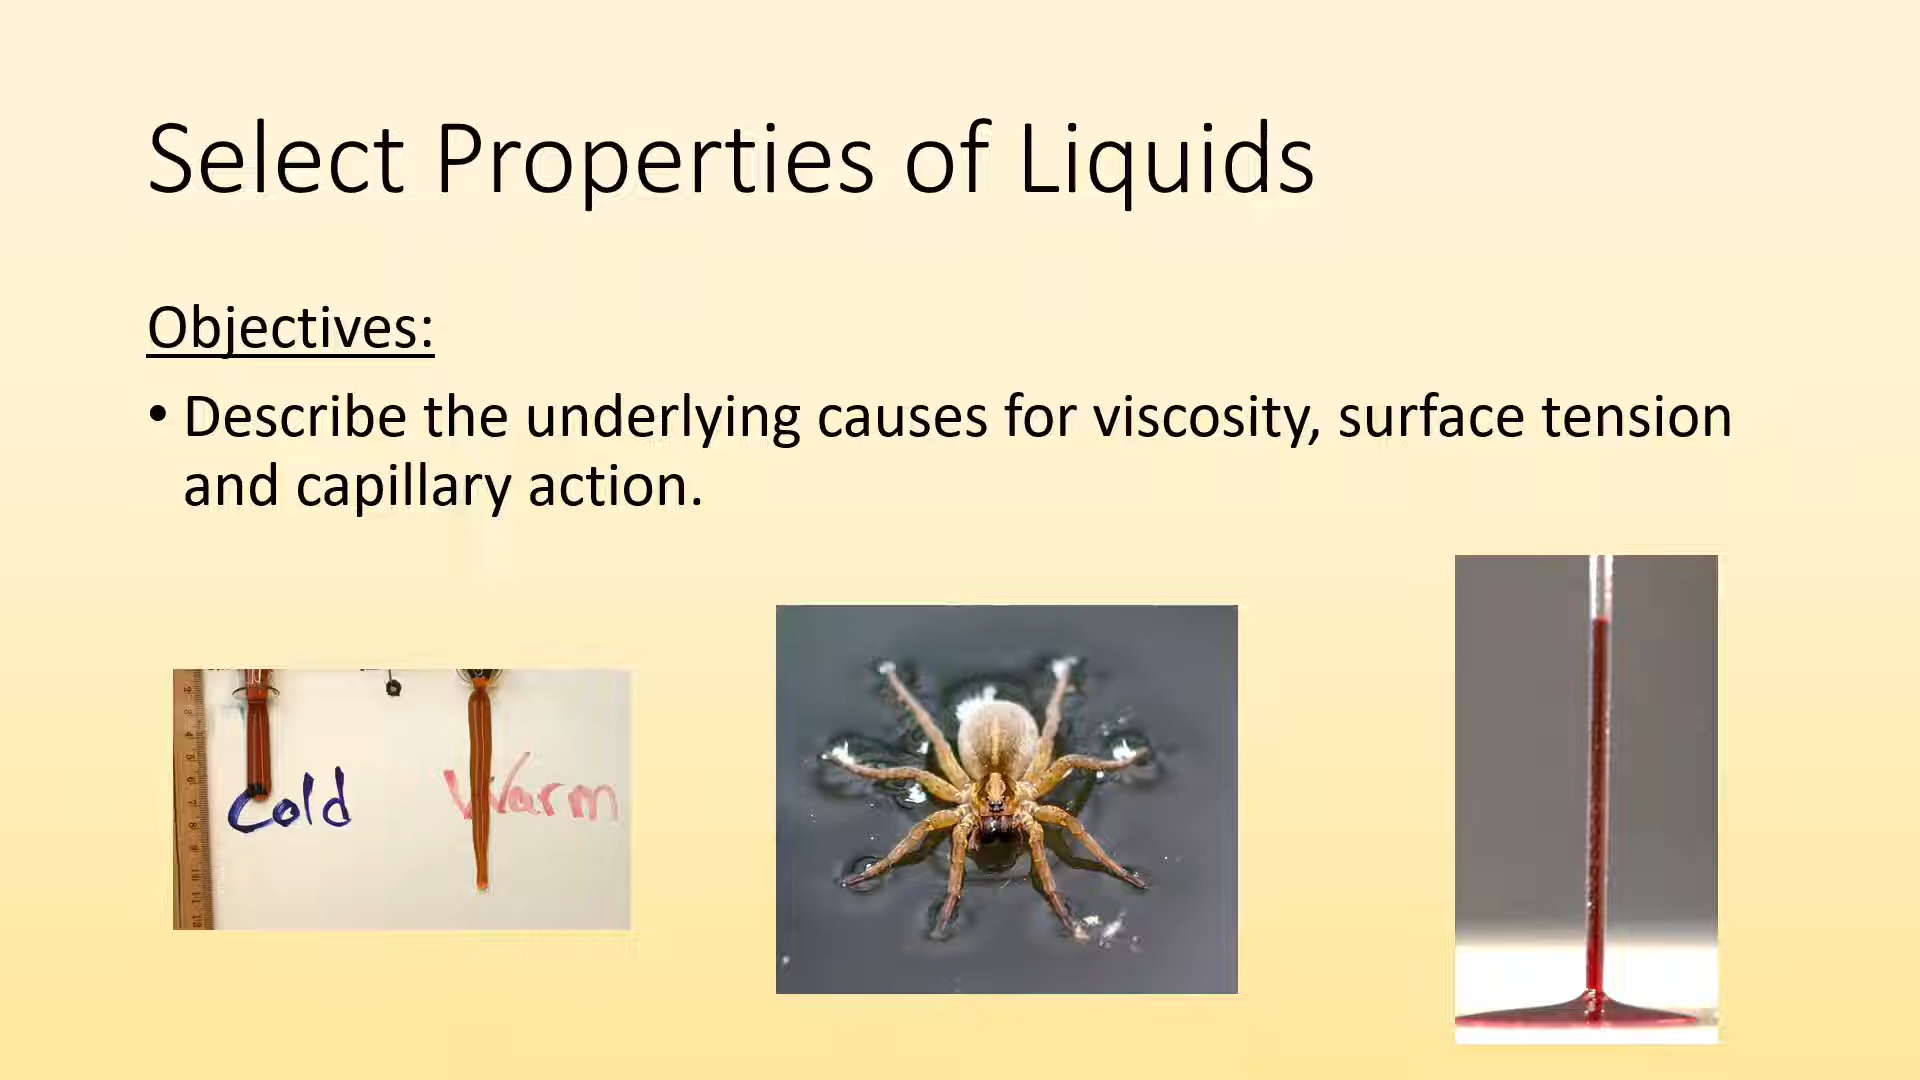 Select Properties of Liquids
Objectives:
• Describe the underlying causes for viscosity, surface tension
and capillary action.
Cold
Warm